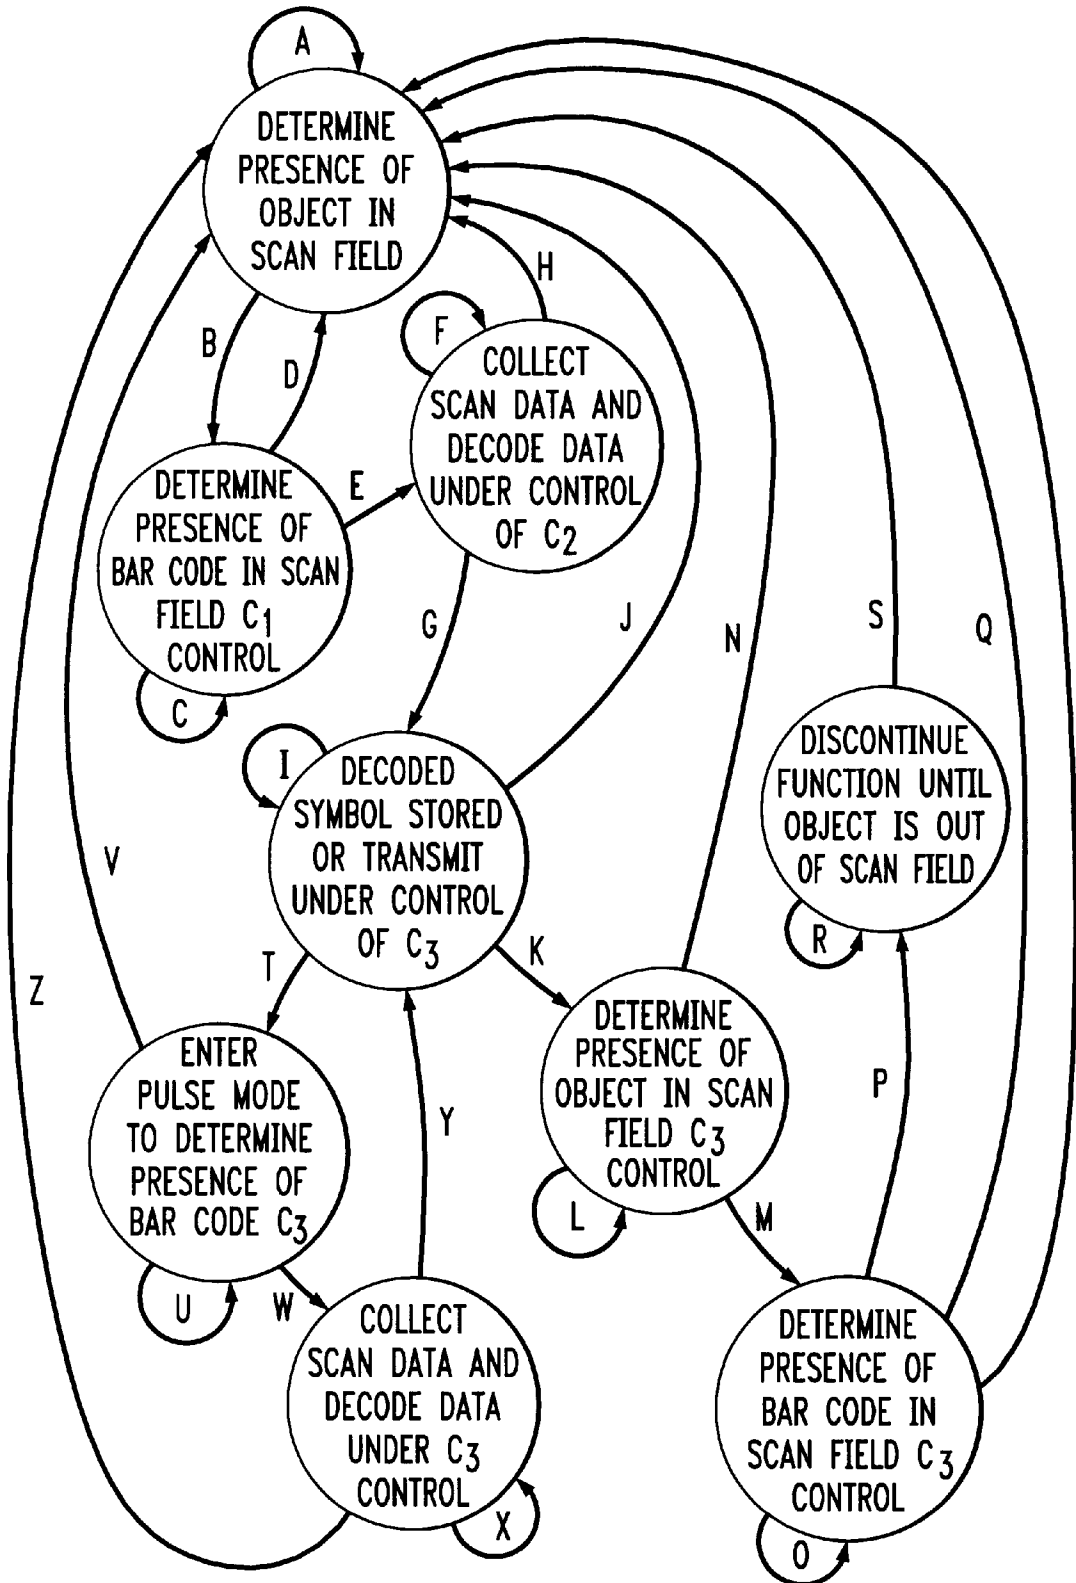 A
DETERMINE
PRESENCE OF
OBJECT IN
SCAN FIELD
B
D
H
F
COLLECT
SCAN DATA AND
DECODE DATA
UNDER CONTROL
OF C2
E
DETERMINE
PRESENCE OF
BAR CODE IN SCAN
FIELD C1
CONTROL
C
G
J
N
S
Q
I
DECODED
SYMBOL STORED
OR TRANSMIT
UNDER CONTROL
OF C3
DISCONTINUE
FUNCTION UNTIL
OBJECT IS OUT
OF SCAN FIELD
R
V
Z
T
K
ENTER
PULSE MODE
TO DETERMINE
PRESENCE OF
BAR CODE C3
U
W
Y
DETERMINE
PRESENCE OF
OBJECT IN SCAN
FIELD C3
CONTROL
L
M
P
COLLECT
SCAN DATA AND
DECODE DATA
UNDER C3
CONTROL
X
DETERMINE
PRESENCE OF
BAR CODE IN
SCAN FIELD C3
CONTROL
O